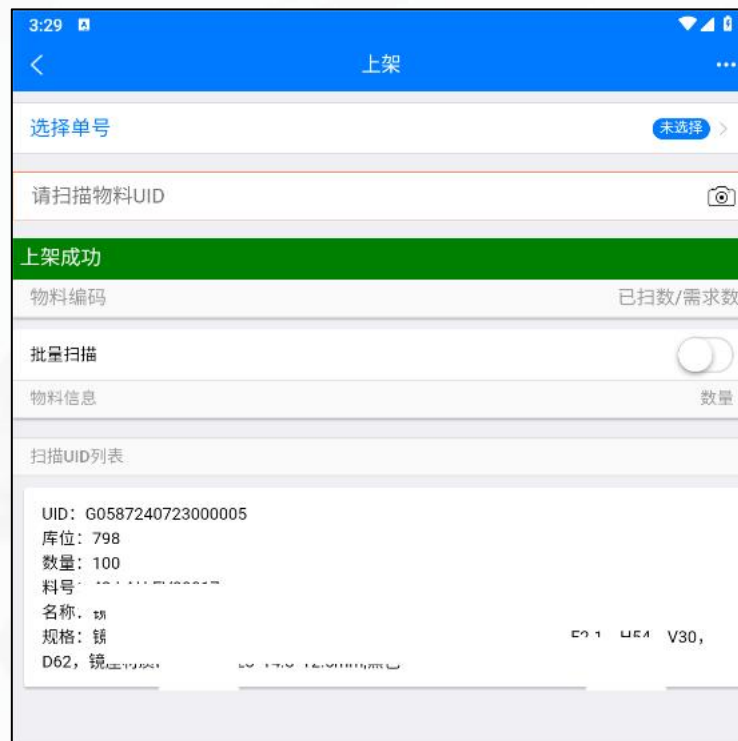 3:29
上架
选择单号
未选择
请扫描物料UID
上架成功
物料编码 已扫数/需求数
批量扫描
物料信息 数量
扫描UID列表
UID：G0587240723000005
库位：798
数量：100
料号
名称
规格：镜 V30，
D62，镜